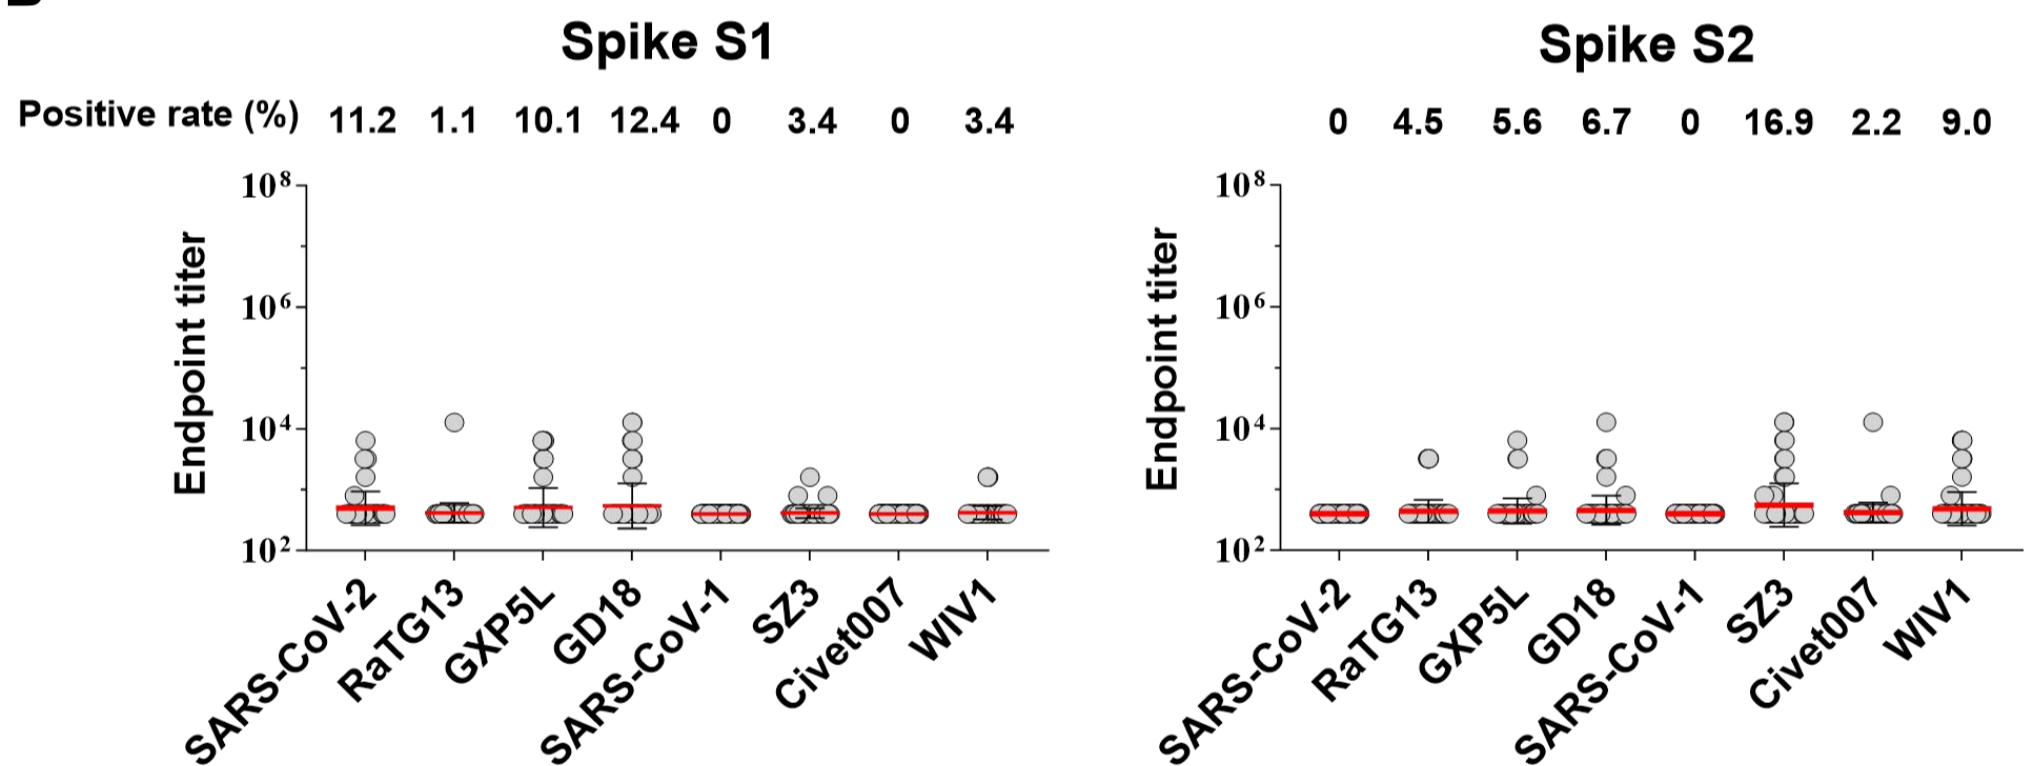 B
Spike S1
Positive rate (%) 11.2 1.1 10.1 12.4 0 3.4 0 3.4
10⁸
10⁶
10⁴
10²
Endpoint titer
SARS-CoV-2 RaTG13 GXP5L GD18 SARS-CoV-1 SZ3 Civet007 WIV1
Spike S2
0 4.5 5.6 6.7 0 16.9 2.2 9.0
10⁸
10⁶
10⁴
10²
Endpoint titer
SARS-CoV-2 RaTG13 GXP5L GD18 SARS-CoV-1 SZ3 Civet007 WIV1